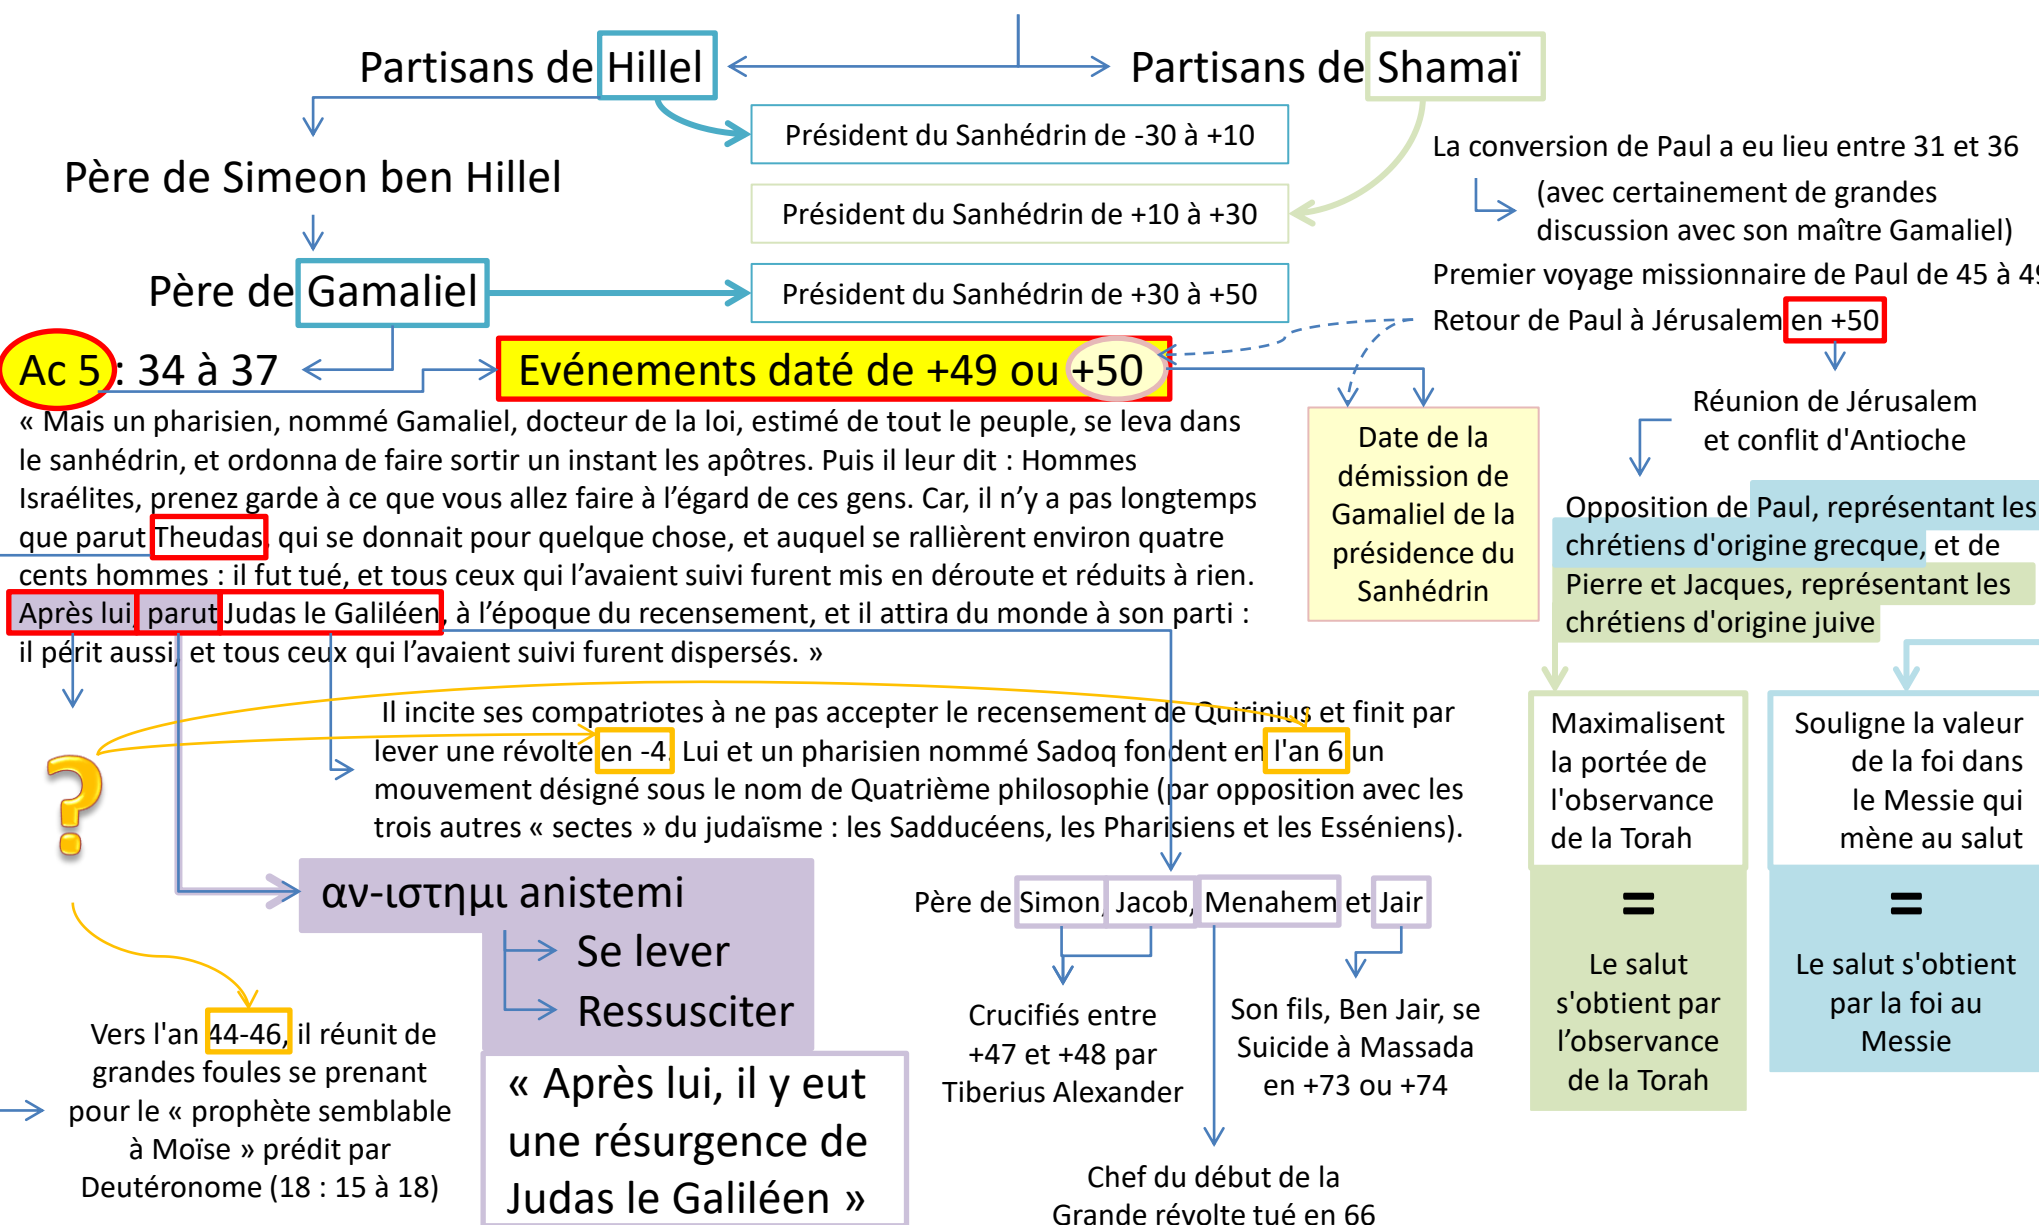 Partisans de Hillel
Partisans de Shamaï
Président du Sanhédrin de -30 à +10
Père de Simeon ben Hillel
Président du Sanhédrin de +10 à +30
Père de Gamaliel
Président du Sanhédrin de +30 à +50
La conversion de Paul a eu lieu entre 31 et 36
(avec certainement de grandes
discussion avec son maître Gamaliel)
Premier voyage missionnaire de Paul de 45 à 49
Retour de Paul à Jérusalem en +50
Ac 5 : 34 à 37
Evénements daté de +49 ou +50
« Mais un pharisien, nommé Gamaliel, docteur de la loi, estimé de tout le peuple, se leva dans
le sanhédrin, et ordonna de faire sortir un instant les apôtres. Puis il leur dit : Hommes
Israélites, prenez garde à ce que vous allez faire à l’égard de ces gens. Car, il n’y a pas longtemps
que parut Theudas, qui se donnait pour quelque chose, et auquel se rallièrent environ quatre
cents hommes : il fut tué, et tous ceux qui l’avaient suivi furent mis en déroute et réduits à rien.
Après lui, parut Judas le Galiléen, à l’époque du recensement, et il attira du monde à son parti :
il périt aussi, et tous ceux qui l’avaient suivi furent dispersés. »
Date de la
démission de
Gamaliel de la
présidence du
Sanhédrin
Réunion de Jérusalem
et conflit d'Antioche
Opposition de Paul, représentant les
chrétiens d'origine grecque, et de
Pierre et Jacques, représentant les
chrétiens d'origine juive
Il incite ses compatriotes à ne pas accepter le recensement de Quirinius et finit par
lever une révolte en -4. Lui et un pharisien nommé Sadoq fondent en l'an 6 un
mouvement désigné sous le nom de Quatrième philosophie (par opposition avec les
trois autres « sectes » du judaïsme : les Sadducéens, les Pharisiens et les Esséniens).
?
Maximalisent
la portée de
l'observance
de la Torah
=
Le salut
s'obtient par
l’observance
de la Torah
Souligne la valeur
de la foi dans
le Messie qui
mène au salut
=
Le salut s'obtient
par la foi au
Messie
αν-ιστημι anistemi
Se lever
Ressusciter
« Après lui, il y eut
une résurgence de
Judas le Galiléen »
Père de Simon, Jacob, Menahem et Jair
Crucifiés entre
+47 et +48 par
Tiberius Alexander
Son fils, Ben Jair, se
Suicide à Massada
en +73 ou +74
Chef du début de la
Grande révolte tué en 66
Vers l'an 44-46, il réunit de
grandes foules se prenant
pour le « prophète semblable
à Moïse » prédit par
Deutéronome (18 : 15 à 18)